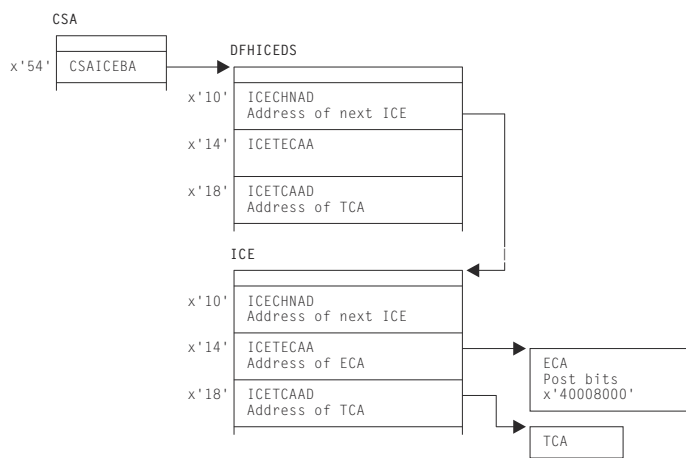 CSA
x'54' CSAICEBA
DFHICEDS
x'10' ICECHNAD
Address of next ICE
x'14' ICETECAA
x'18' ICETCAAD
Address of TCA
ICE
x'10' ICECHNAD
Address of next ICE
x'14' ICETECAA
Address of ECA
x'18' ICETCAAD
Address of TCA
ECA
Post bits
x'40008000'
TCA